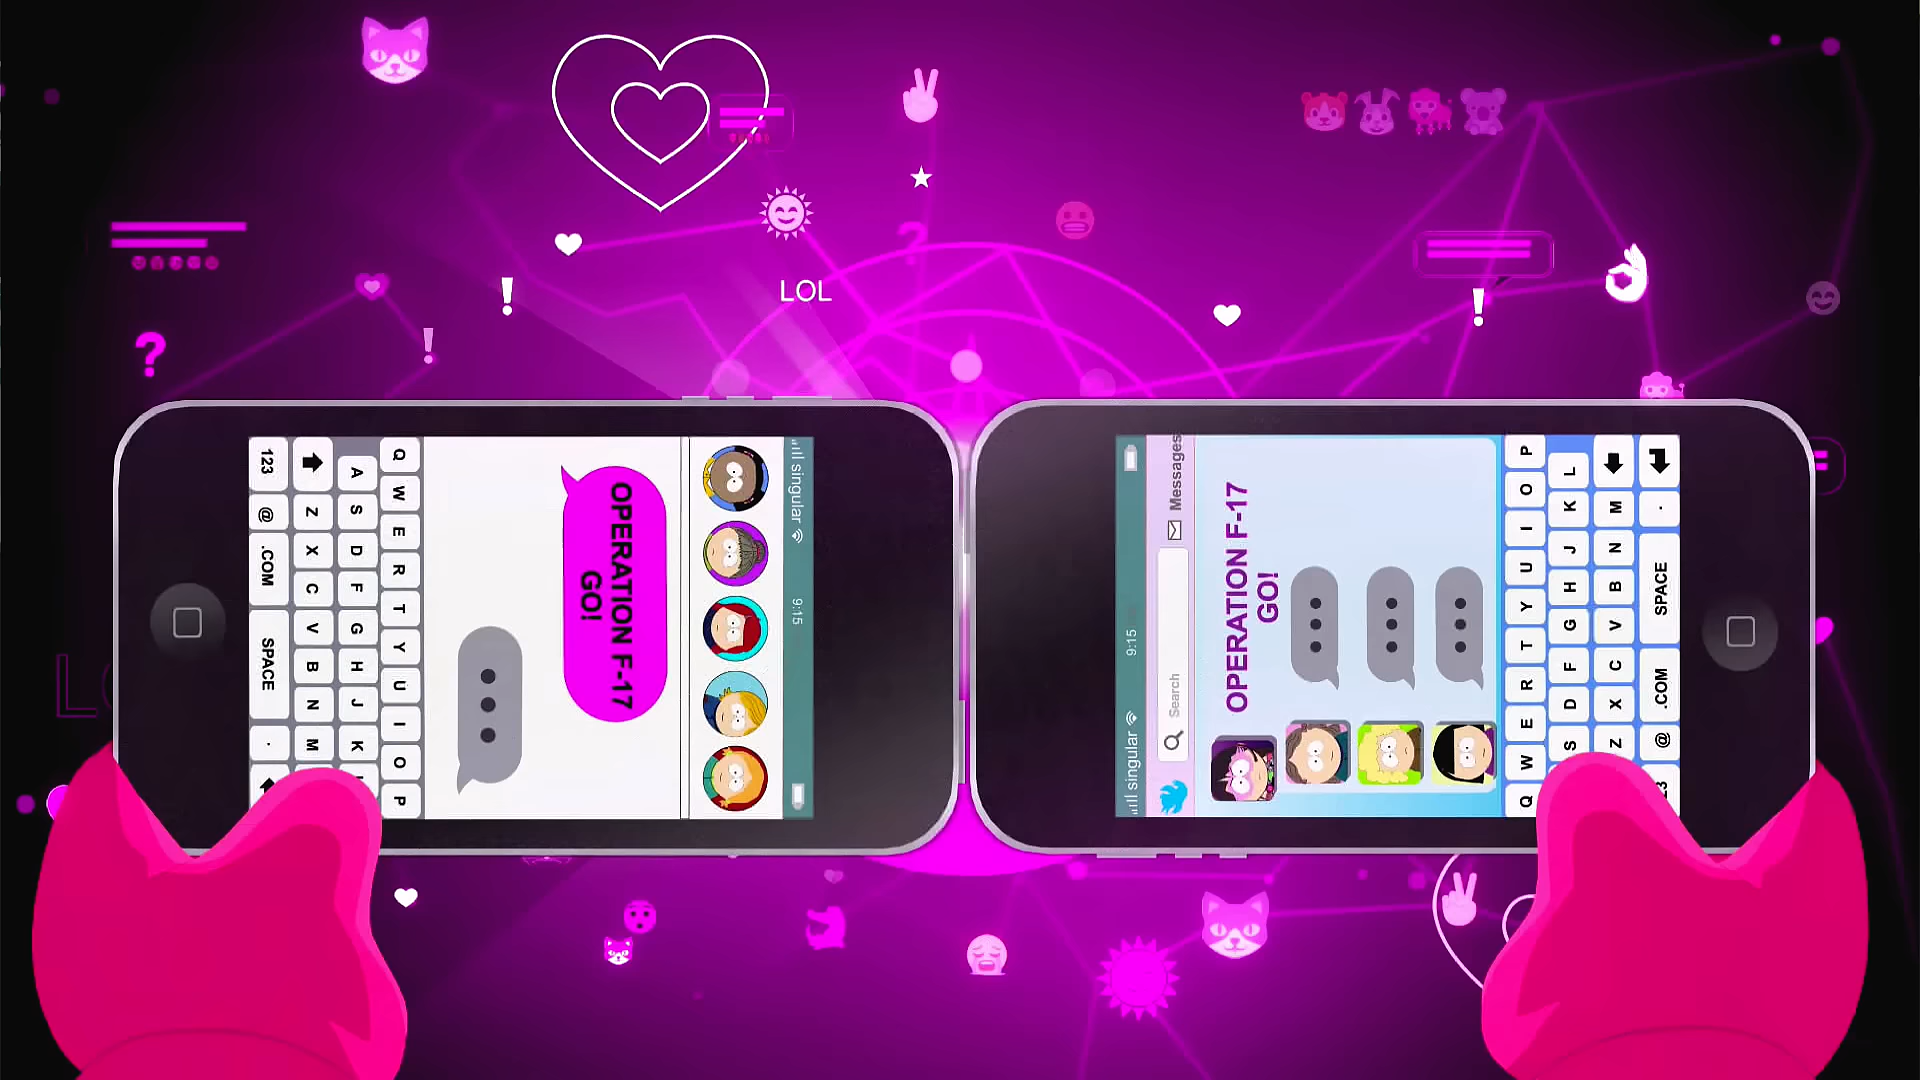 LOL
?
!
!
?
!
singular
9:15
OPERATION F-17
GO!
Q W E R T Y U I O P
A S D F G H J K
Z X C V B N M
123 @ .COM SPACE .
singular
9:15
Messages
Search
OPERATION F-17
GO!
Q W E R T Y U I O P
S D F G H J K L
Z X C V B N M
@ .COM SPACE .